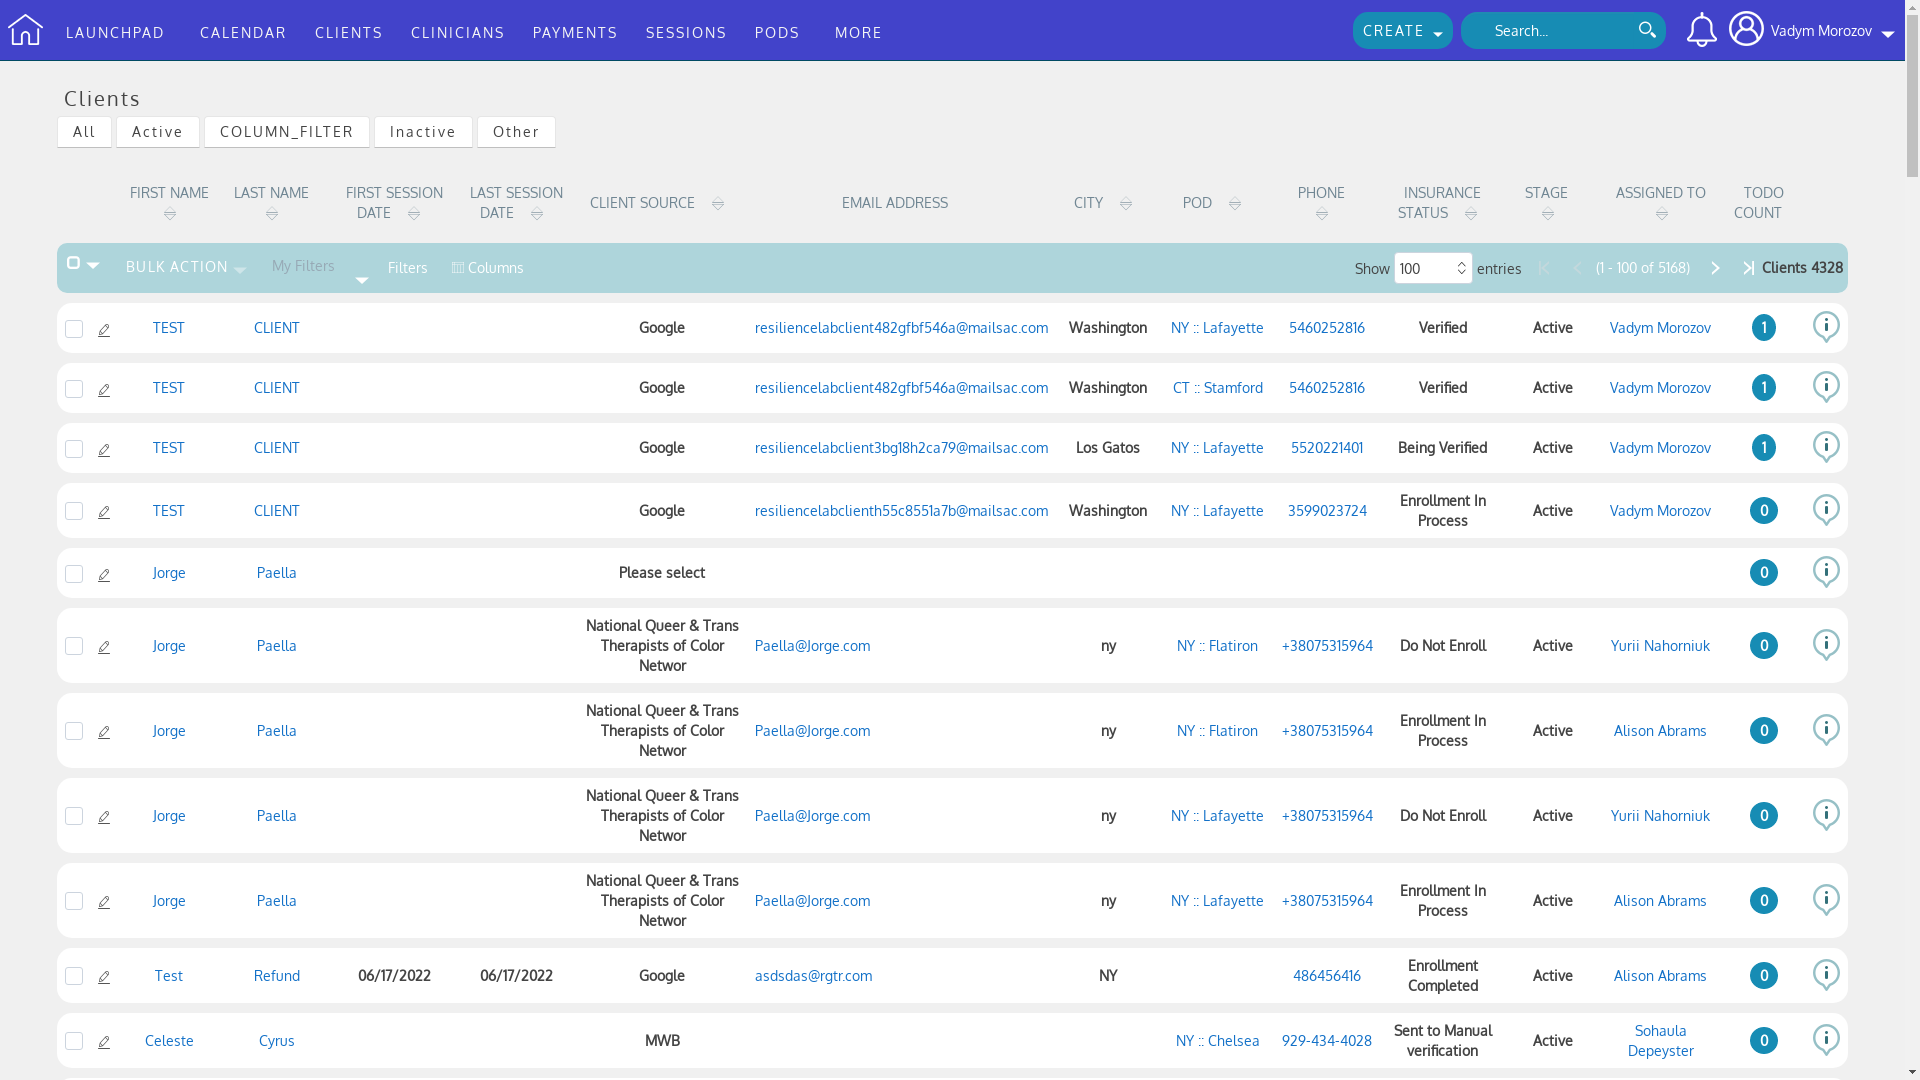 LAUNCHPAD CALENDAR CLIENTS CLINICIANS PAYMENTS SESSIONS PODS MORE CREATE Search... Vadym Morozov
Clients
All Active COLUMN_FILTER Inactive Other
FIRST NAME LAST NAME FIRST SESSION DATE LAST SESSION DATE CLIENT SOURCE EMAIL ADDRESS CITY POD PHONE INSURANCE STATUS STAGE ASSIGNED TO TODO COUNT
BULK ACTION My Filters Filters Columns Show 100 entries (1 - 100 of 5168) Clients 4328
TEST CLIENT Google resiliencelabclient482gfbf546a@mailsac.com Washington NY :: Lafayette 5460252816 Verified Active Vadym Morozov 1
TEST CLIENT Google resiliencelabclient482gfbf546a@mailsac.com Washington CT :: Stamford 5460252816 Verified Active Vadym Morozov 1
TEST CLIENT Google resiliencelabclient3bg18h2ca79@mailsac.com Los Gatos NY :: Lafayette 5520221401 Being Verified Active Vadym Morozov 1
TEST CLIENT Google resiliencelabclienth55c8551a7b@mailsac.com Washington NY :: Lafayette 3599023724 Enrollment In Process Active Vadym Morozov 0
Jorge Paella Please select 0
Jorge Paella National Queer & Trans Therapists of Color Networ Paella@Jorge.com ny NY :: Flatiron +38075315964 Do Not Enroll Active Yurii Nahorniuk 0
Jorge Paella National Queer & Trans Therapists of Color Networ Paella@Jorge.com ny NY :: Flatiron +38075315964 Enrollment In Process Active Alison Abrams 0
Jorge Paella National Queer & Trans Therapists of Color Networ Paella@Jorge.com ny NY :: Lafayette +38075315964 Do Not Enroll Active Yurii Nahorniuk 0
Jorge Paella National Queer & Trans Therapists of Color Networ Paella@Jorge.com ny NY :: Lafayette +38075315964 Enrollment In Process Active Alison Abrams 0
Test Refund 06/17/2022 06/17/2022 Google asdsdas@rgtr.com NY 486456416 Enrollment Completed Active Alison Abrams 0
Celeste Cyrus MWB NY :: Chelsea 929-434-4028 Sent to Manual verification Active Sohaula Depeyster 0